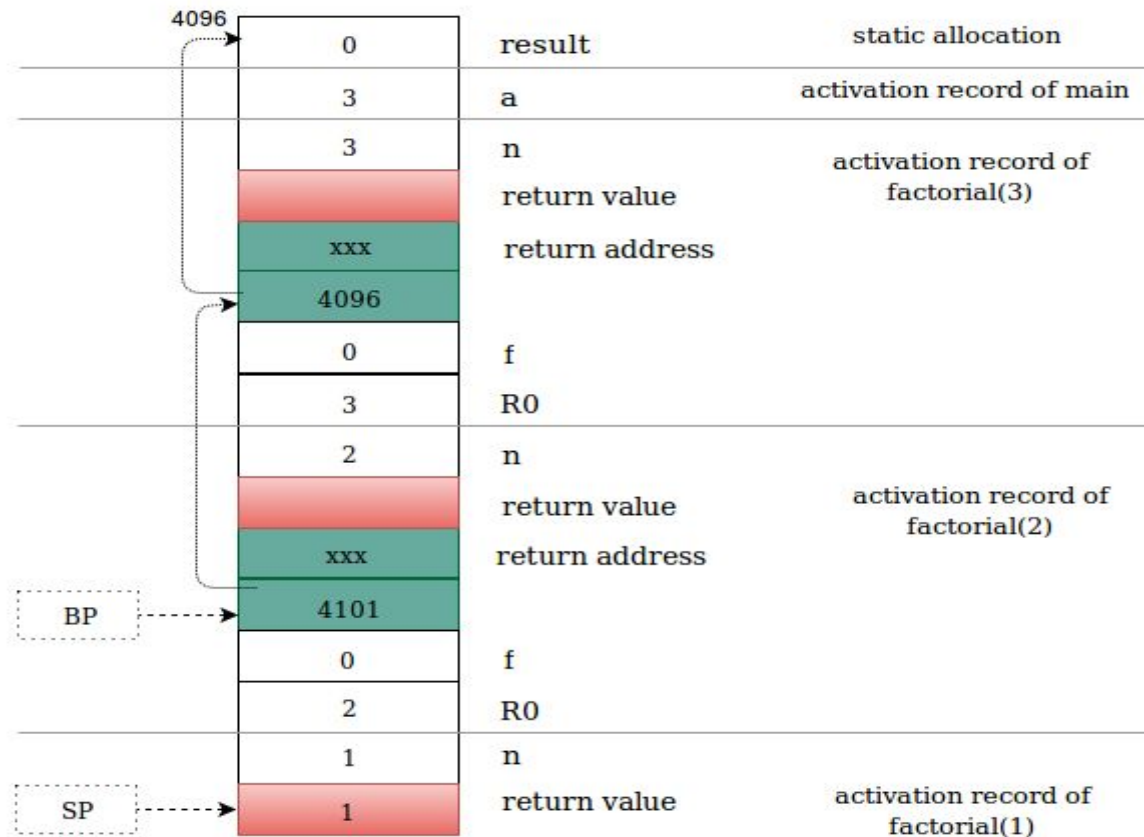 4096
0 result static allocation
3 a activation record of main
3 n activation record of
factorial(3)
return value
xxx return address
4096
0 f
3 R0
2 n
return value activation record of
factorial(2)
xxx return address
BP 4101
0 f
2 R0
1 n
SP 1 return value activation record of
factorial(1)